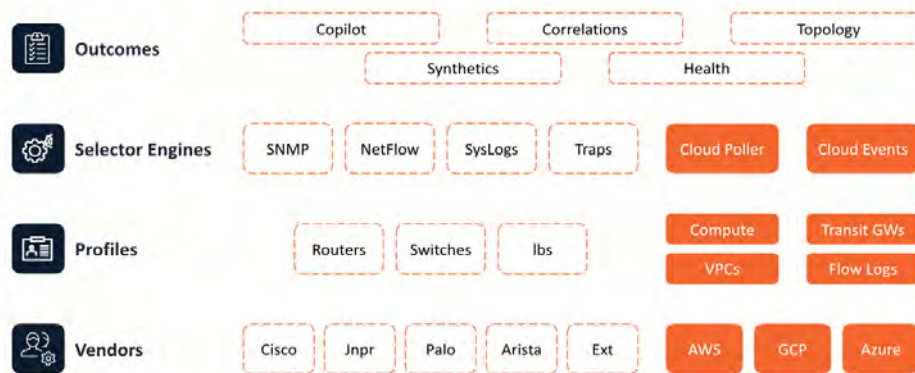 Outcomes
Copilot
Correlations
Topology
Synthetics
Health
Selector Engines
SNMP
NetFlow
SysLogs
Traps
Cloud Poller
Cloud Events
Profiles
Routers
Switches
lbs
Compute
Transit GWs
VPCs
Flow Logs
Vendors
Cisco
Jnpr
Palo
Arista
Ext
AWS
GCP
Azure